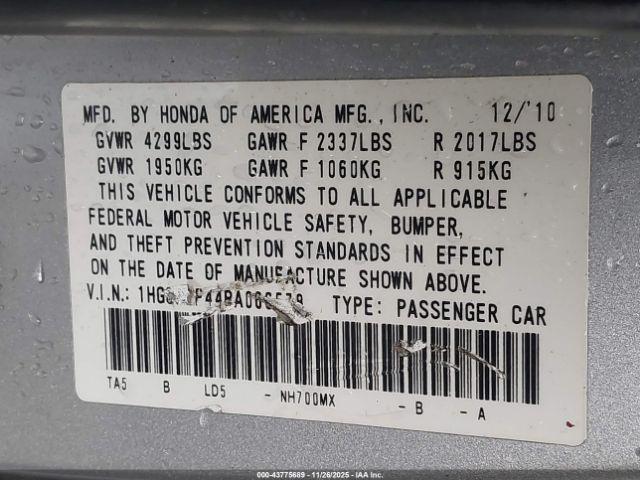 MFD. BY HONDA OF AMERICA MFG., INC. 12/'10
GVWR 4299LBS GAWR F 2337LBS R 2017LBS
GVWR 1950KG GAWR F 1060KG R 915KG
THIS VEHICLE CONFORMS TO ALL APPLICABLE
FEDERAL MOTOR VEHICLE SAFETY, BUMPER,
AND THEFT PREVENTION STANDARDS IN EFFECT
ON THE DATE OF MANUFACTURE SHOWN ABOVE.
V.I.N.: TYPE: PASSENGER CAR
TA5 B LD5 - NH700MX - B - A
000-43775689 - 11/26/2025 - IAA Inc.